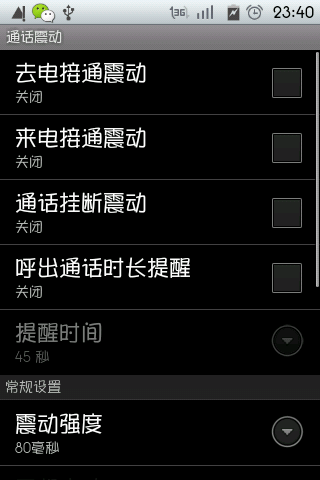 3G 23:40
通话震动
去电接通震动
关闭
来电接通震动
关闭
通话挂断震动
关闭
呼出通话时长提醒
关闭
提醒时间
45 秒
常规设置
震动强度
80毫秒